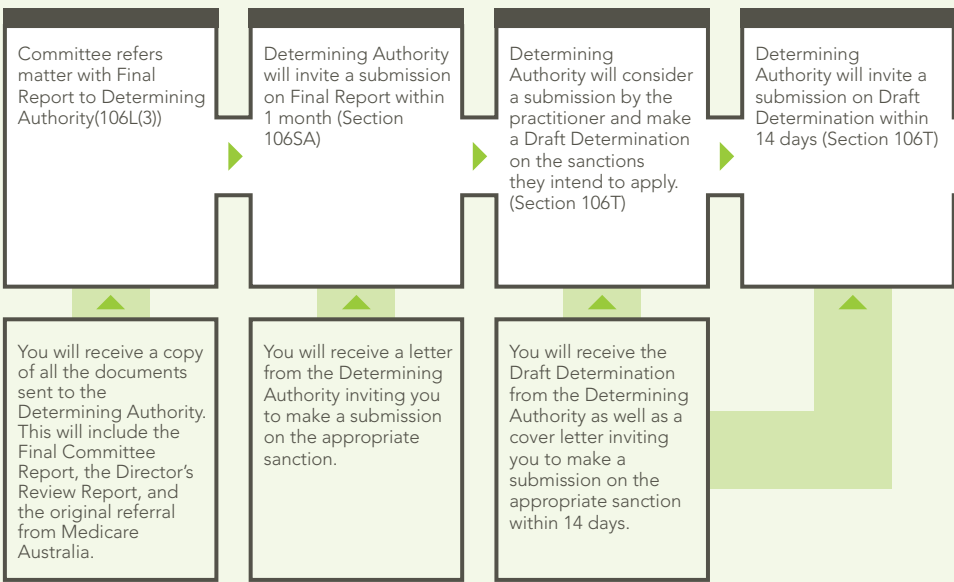 Committee refers
matter with Final
Report to Determining
Authority(106L(3))
Determining Authority
will invite a submission
on Final Report within
1 month (Section
106SA)
Determining
Authority will consider
a submission by the
practitioner and make
a Draft Determination
on the sanctions
they intend to apply.
(Section 106T)
Determining
Authority will invite a
submission on Draft
Determination within
14 days (Section 106T)
You will receive a copy
of all the documents
sent to the
Determining Authority.
This will include the
Final Committee
Report, the Director’s
Review Report, and
the original referral
from Medicare
Australia.
You will receive a letter
from the Determining
Authority inviting you
to make a submission
on the appropriate
sanction.
You will receive the
Draft Determination
from the Determining
Authority as well as a
cover letter inviting
you to make a
submission on the
appropriate sanction
within 14 days.